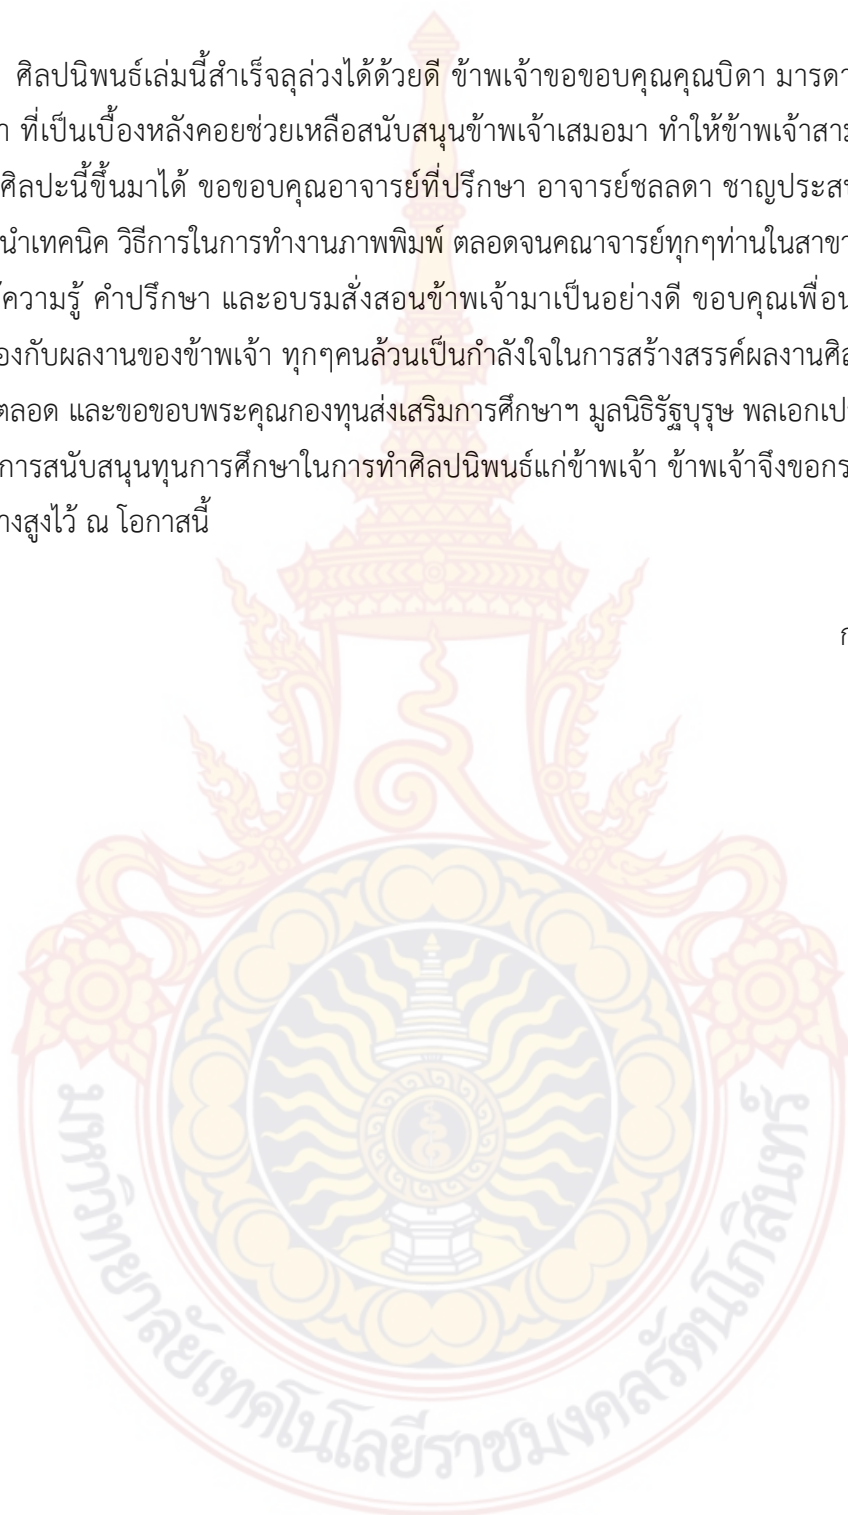 ศิลปนิพนธ์เล่มนี้สำเร็จลุล่วงได้ด้วยดี ข้าพเจ้าขอขอบคุณคุณบิดา มารดา
ที่เป็นเบื้องหลังคอยช่วยเหลือสนับสนุนข้าพเจ้าเสมอมา ทำให้ข้าพเจ้าสาม
ศิลปะนี้ขึ้นมาได้ ขอขอบคุณอาจารย์ที่ปรึกษา อาจารย์ชลลดา ชาญประส
นำเทคนิค วิธีการในการทำงานภาพพิมพ์ ตลอดจนคณาจารย์ทุกๆท่านในสาขา
ความรู้ คำปรึกษา และอบรมสั่งสอนข้าพเจ้ามาเป็นอย่างดี ขอบคุณเพื่อน
องกับผลงานของข้าพเจ้า ทุกๆคนล้วนเป็นกำลังใจในการสร้างสรรค์ผลงานศิล
ตลอด และขอขอบพระคุณกองทุนส่งเสริมการศึกษาฯ มูลนิธิรัฐบุรุษ พลเอกเป
การสนับสนุนทุนการศึกษาในการทำศิลปนิพนธ์แก่ข้าพเจ้า ข้าพเจ้าจึงขอกร
างสูงไว้ ณ โอกาสนี้
ก
มหาวิทยาลัยเทคโนโลยีราชมงคลรัตนโกสินทร์